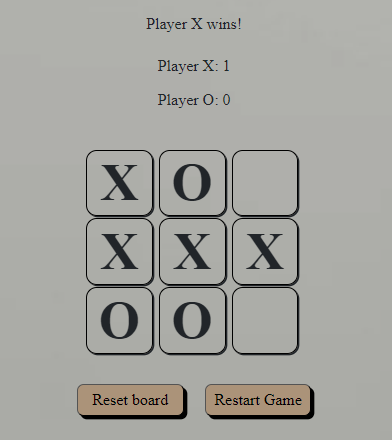 Player X wins!
Player X: 1
Player O: 0
X O
X X X
O O
Reset board Restart Game